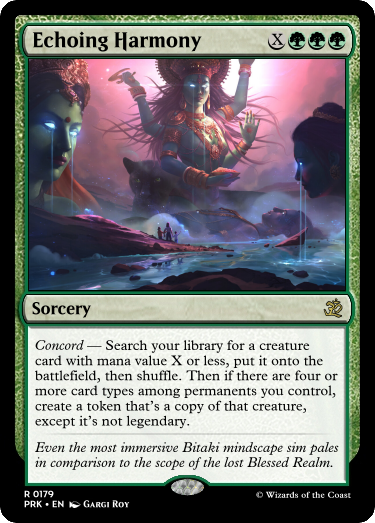 Echoing Harmony X
Sorcery
Concord — Search your library for a creature
card with mana value X or less, put it onto the
battlefield, then shuffle. Then if there are four or
more card types among permanents you control,
create a token that's a copy of that creature,
except it's not legendary.
Even the most immersive Bitaki mindscape sim pales
in comparison to the scope of the lost Blessed Realm.
R 0179
PRK • EN Gargi Roy
© Wizards of the Coast